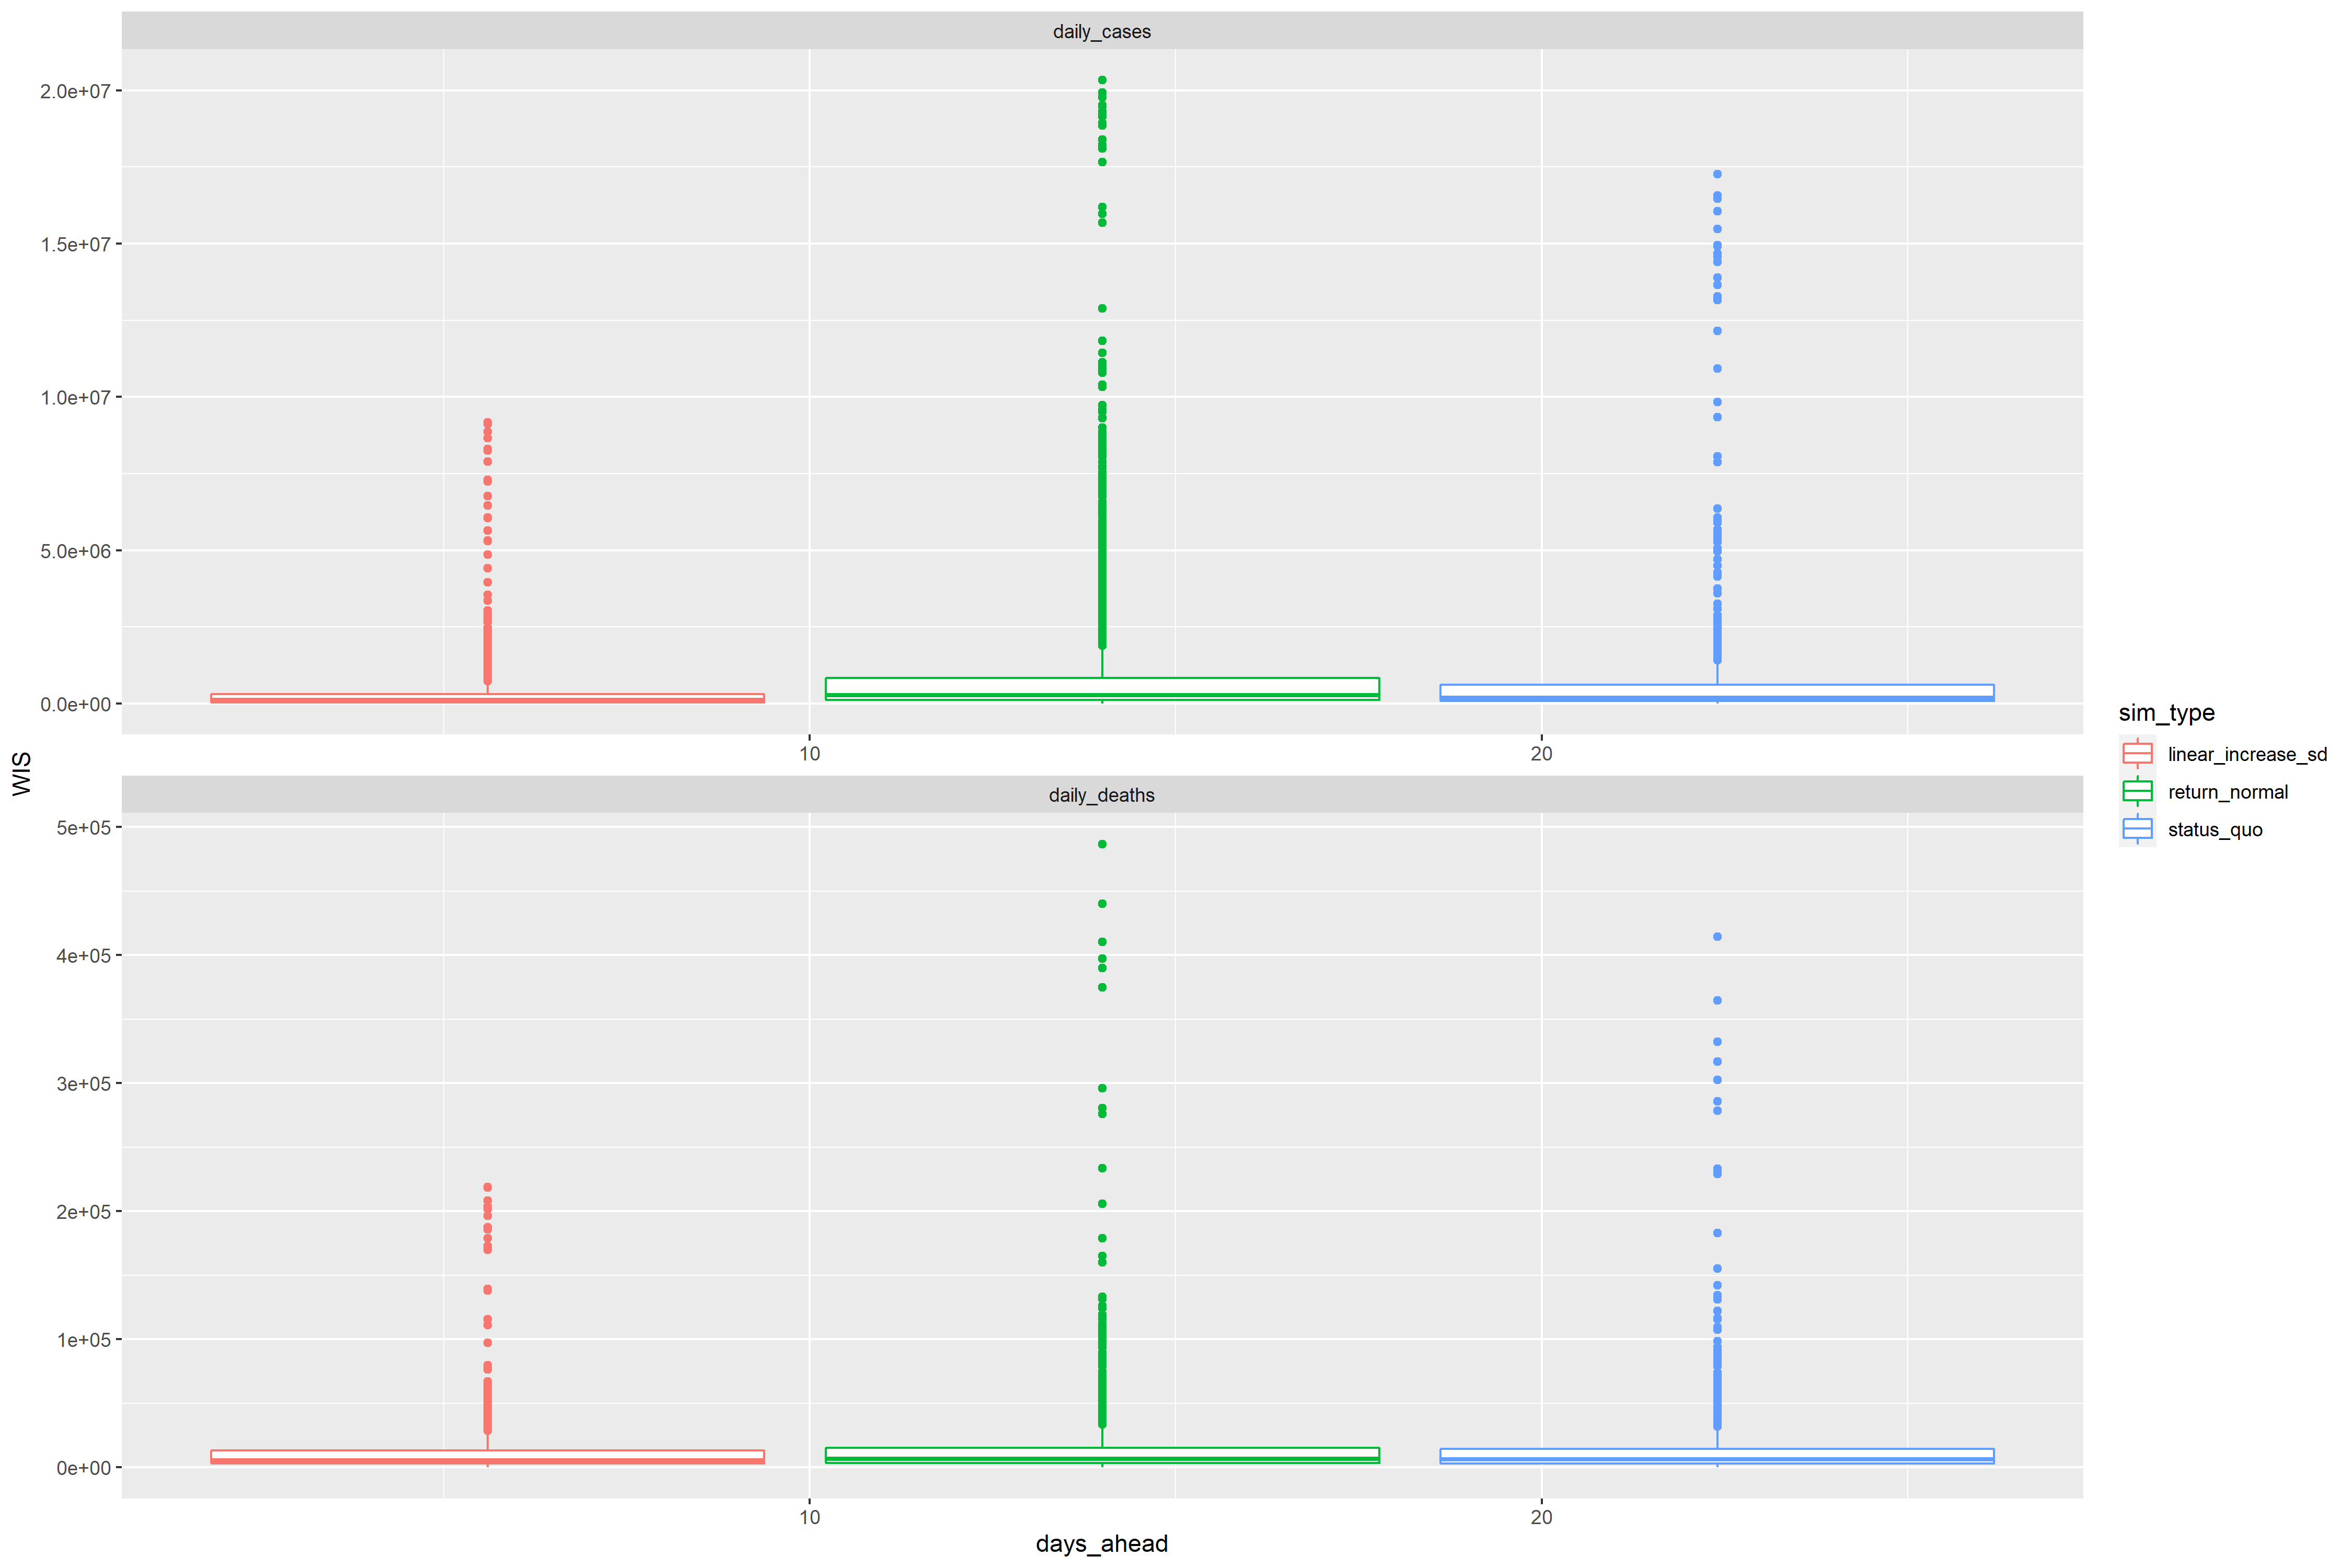 daily_cases
2.0e+07
1.5e+07
1.0e+07
5.0e+06
0.0e+00
10 20
WIS
daily_deaths
5e+05
4e+05
3e+05
2e+05
1e+05
0e+00
10 20
days_ahead
sim_type
linear_increase_sd
return_normal
status_quo